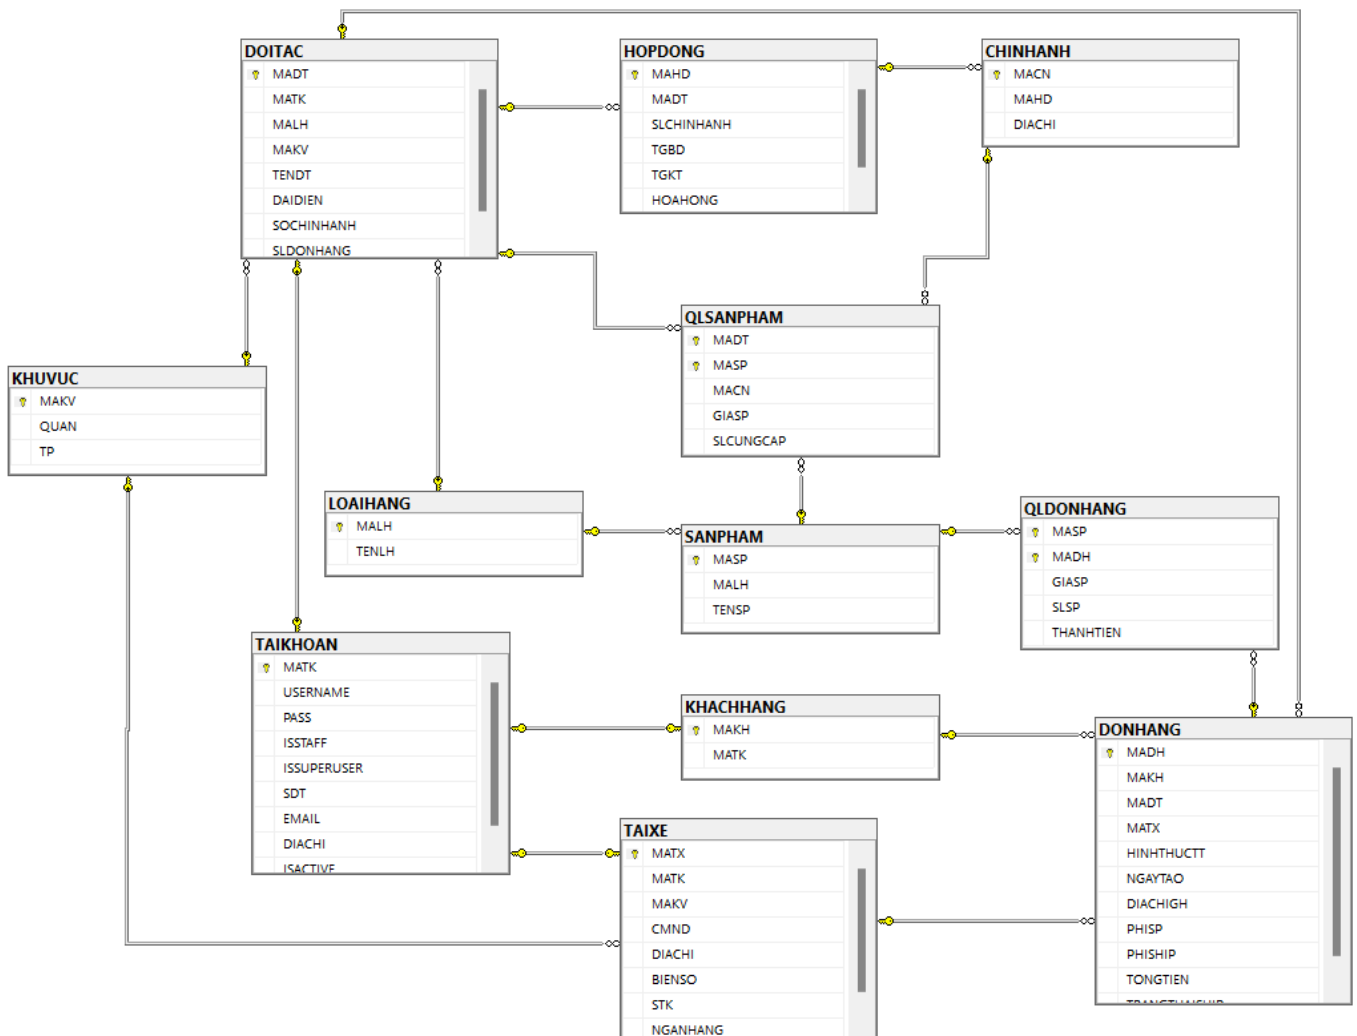 DOITAC
MADT
MATK
MALH
MAKV
TENDT
DAIDIEN
SOCHINHANH
SLDONHANG
HOPDONG
MAHD
MADT
SLCHINHANH
TGBD
TGKT
HOAHONG
CHINHANH
MACN
MAHD
DIACHI
QLSANPHAM
MADT
MASP
MACN
GIASP
SLCUNGCAP
KHUVUC
MAKV
QUAN
TP
LOAIHANG
MALH
TENLH
SANPHAM
MASP
MALH
TENSP
QLDONHANG
MASP
MADH
GIASP
SLSP
THANHTIEN
TAIKHOAN
MATK
USERNAME
PASS
ISSTAFF
ISSUPERUSER
SDT
EMAIL
DIACHI
ISACTIVE
KHACHHANG
MAKH
MATK
TAIXE
MATX
MATK
MAKV
CMND
DIACHI
BIENSO
STK
NGANHANG
DONHANG
MADH
MAKH
MADT
MATX
HINHTHUCTT
NGAYTAO
DIACHIGH
PHISP
PHISHIP
TONGTIEN
TRANGTHAISHIP